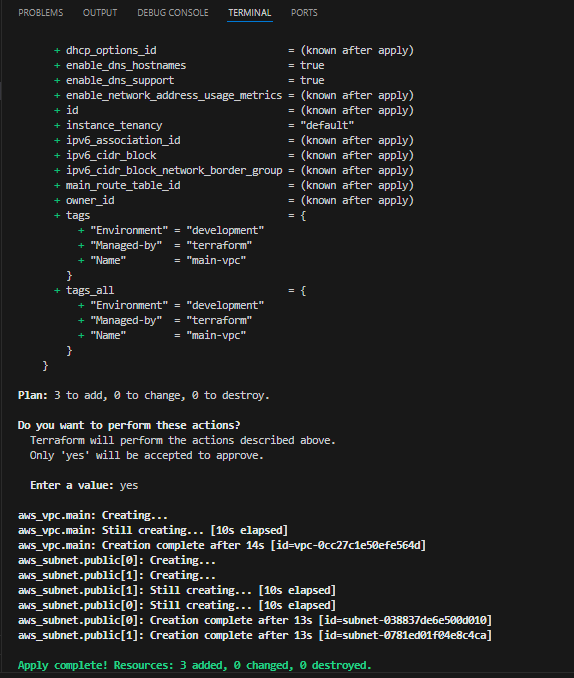 PROBLEMS OUTPUT DEBUG CONSOLE TERMINAL PORTS
+ dhcp_options_id = (known after apply)
+ enable_dns_hostnames = true
+ enable_dns_support = true
+ enable_network_address_usage_metrics = (known after apply)
+ id = (known after apply)
+ instance_tenancy = "default"
+ ipv6_association_id = (known after apply)
+ ipv6_cidr_block = (known after apply)
+ ipv6_cidr_block_network_border_group = (known after apply)
+ main_route_table_id = (known after apply)
+ owner_id = (known after apply)
+ tags = {
+ "Environment" = "development"
+ "Managed-by" = "terraform"
+ "Name" = "main-vpc"
}
+ tags_all = {
+ "Environment" = "development"
+ "Managed-by" = "terraform"
+ "Name" = "main-vpc"
}
}
Plan: 3 to add, 0 to change, 0 to destroy.
Do you want to perform these actions?
Terraform will perform the actions described above.
Only 'yes' will be accepted to approve.
Enter a value: yes
aws_vpc.main: Creating...
aws_vpc.main: Still creating... [10s elapsed]
aws_vpc.main: Creation complete after 14s [id=vpc-0cc27c1e50efe564d]
aws_subnet.public[0]: Creating...
aws_subnet.public[1]: Creating...
aws_subnet.public[1]: Still creating... [10s elapsed]
aws_subnet.public[0]: Still creating... [10s elapsed]
aws_subnet.public[0]: Creation complete after 13s [id=subnet-038837de6e500d010]
aws_subnet.public[1]: Creation complete after 13s [id=subnet-0781ed01f04e8c4ca]
Apply complete! Resources: 3 added, 0 changed, 0 destroyed.